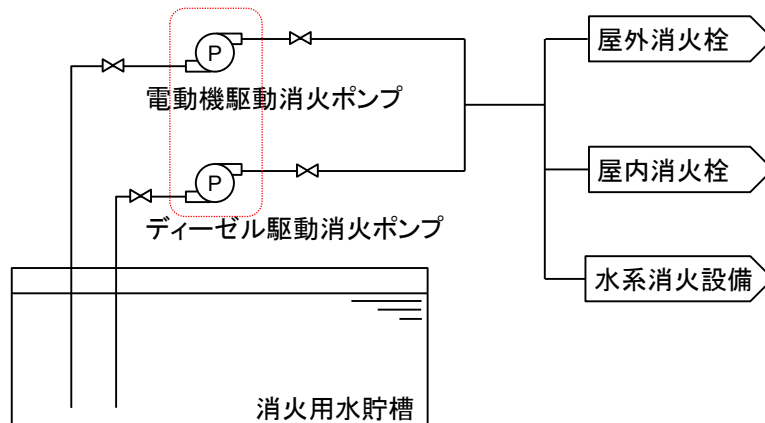 P
屋外消火栓
電動機駆動消火ポンプ
P
屋内消火栓
ディーゼル駆動消火ポンプ
水系消火設備
消火用水貯槽